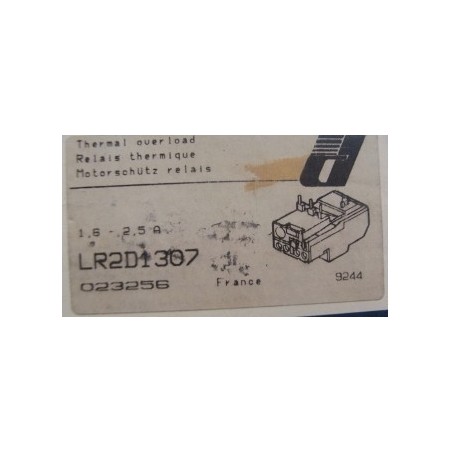 Thermal overload
Relais thermique
Motorschütz relais
1,6 - 2,5 A
LR2D1307
023256
France
9244